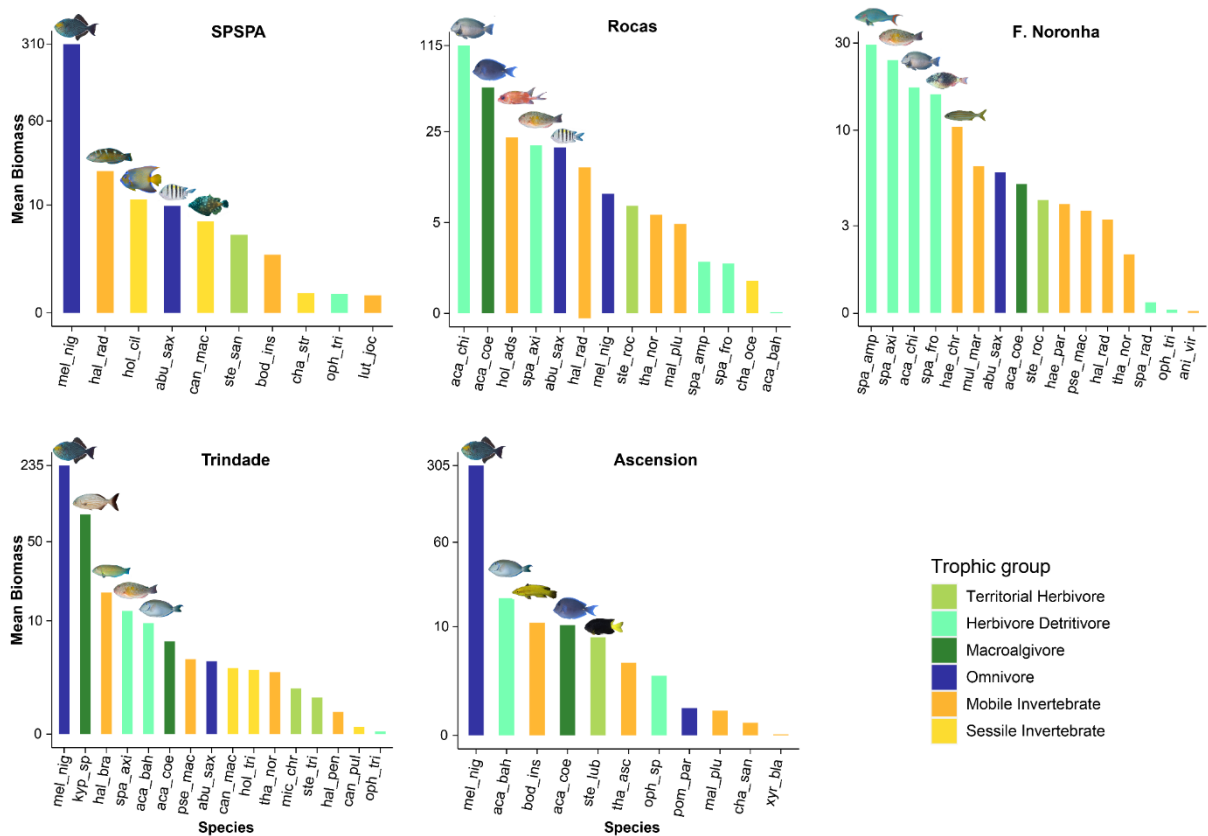 SPSPA
Mean Biomass
310
60
10
0
mel_nig
hal_rad
hol_cil
abu_sax
can_mac
ste_san
bod_ins
cha_str
oph_tri
lut_joc
Rocas
115
25
5
0
aca_chi
aca_coe
hol_ads
spa_axi
abu_sax
hal_rad
mel_nig
ste_roc
tha_nor
mal_plu
spa_amp
spa_fro
cha_oce
aca_bah
F. Noronha
30
10
3
0
spa_amp
spa_axi
aca_chi
spa_fro
hae_chr
mul_mar
abu_sax
aca_coe
ste_roc
hae_par
pse_mac
hal_rad
tha_nor
spa_rad
oph_tri
ani_vir
Trindade
Mean Biomass
235
50
10
0
mel_nig
kyp_sp
hal_bra
spa_axi
aca_bah
aca_coe
pse_mac
abu_sax
can_mac
hol_tri
tha_nor
mic_chr
ste_tri
hal_pen
can_pul
oph_tri
Species
Ascension
305
60
10
0
mel_nig
aca_bah
bod_ins
aca_coe
ste_lub
tha_asc
oph_sp
pom_par
mal_plu
cha_san
xyr_bla
Species
Trophic group
Territorial Herbivore
Herbivore Detritivore
Macroalgivore
Omnivore
Mobile Invertebrate
Sessile Invertebrate